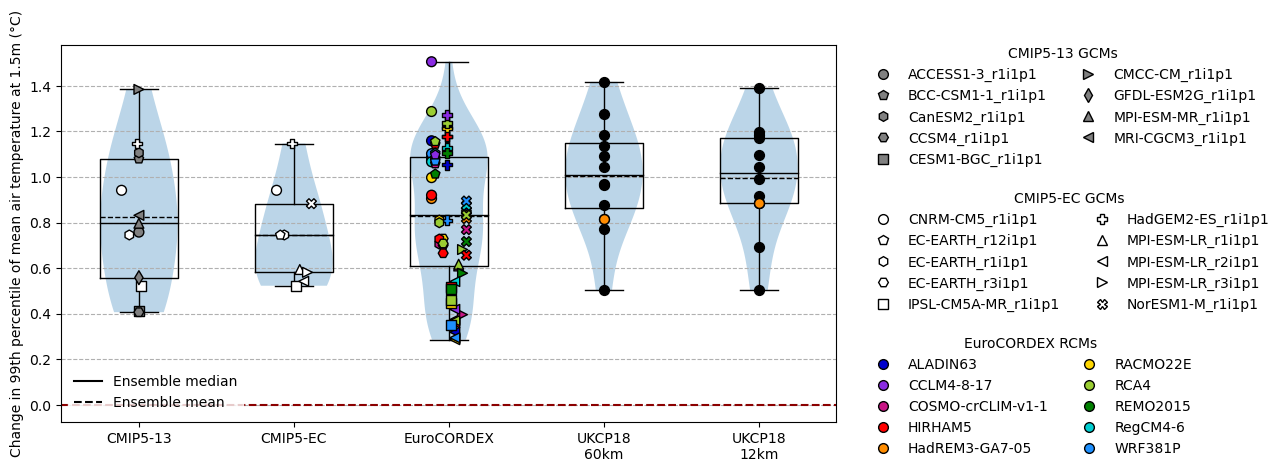 Change in 99th percentile of mean air temperature at 1.5m (°C)
1.4
1.2
1.0
0.8
0.6
0.4
0.2
0.0
Ensemble median
Ensemble mean
CMIP5-13
CMIP5-EC
EuroCORDEX
UKCP18
60km
UKCP18
12km
CMIP5-13 GCMs
ACCESS1-3_r1i1p1
BCC-CSM1-1_r1i1p1
CanESM2_r1i1p1
CCSM4_r1i1p1
CESM1-BGC_r1i1p1
CMCC-CM_r1i1p1
GFDL-ESM2G_r1i1p1
MPI-ESM-MR_r1i1p1
MRI-CGCM3_r1i1p1
CMIP5-EC GCMs
CNRM-CM5_r1i1p1
EC-EARTH_r12i1p1
EC-EARTH_r1i1p1
EC-EARTH_r3i1p1
IPSL-CM5A-MR_r1i1p1
HadGEM2-ES_r1i1p1
MPI-ESM-LR_r1i1p1
MPI-ESM-LR_r2i1p1
MPI-ESM-LR_r3i1p1
NorESM1-M_r1i1p1
EuroCORDEX RCMs
ALADIN63
CCLM4-8-17
COSMO-crCLIM-v1-1
HIRHAM5
HadREM3-GA7-05
RACMO22E
RCA4
REMO2015
RegCM4-6
WRF381P